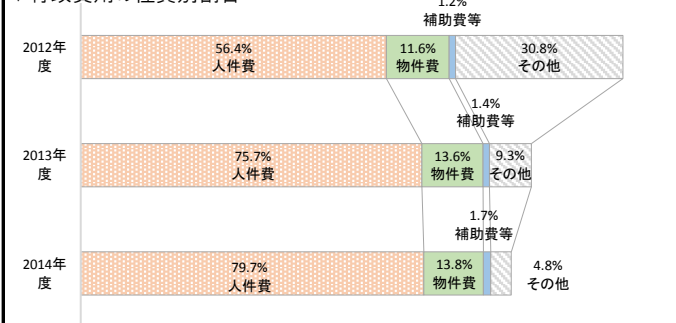 1.2%
補助費等
2012年
度
56.4%
人件費
11.6%
物件費
30.8%
その他
1.4%
補助費等
2013年
度
75.7%
人件費
13.6%
物件費
9.3%
その他
1.7%
補助費等
2014年
度
79.7%
人件費
13.8%
物件費
4.8%
その他